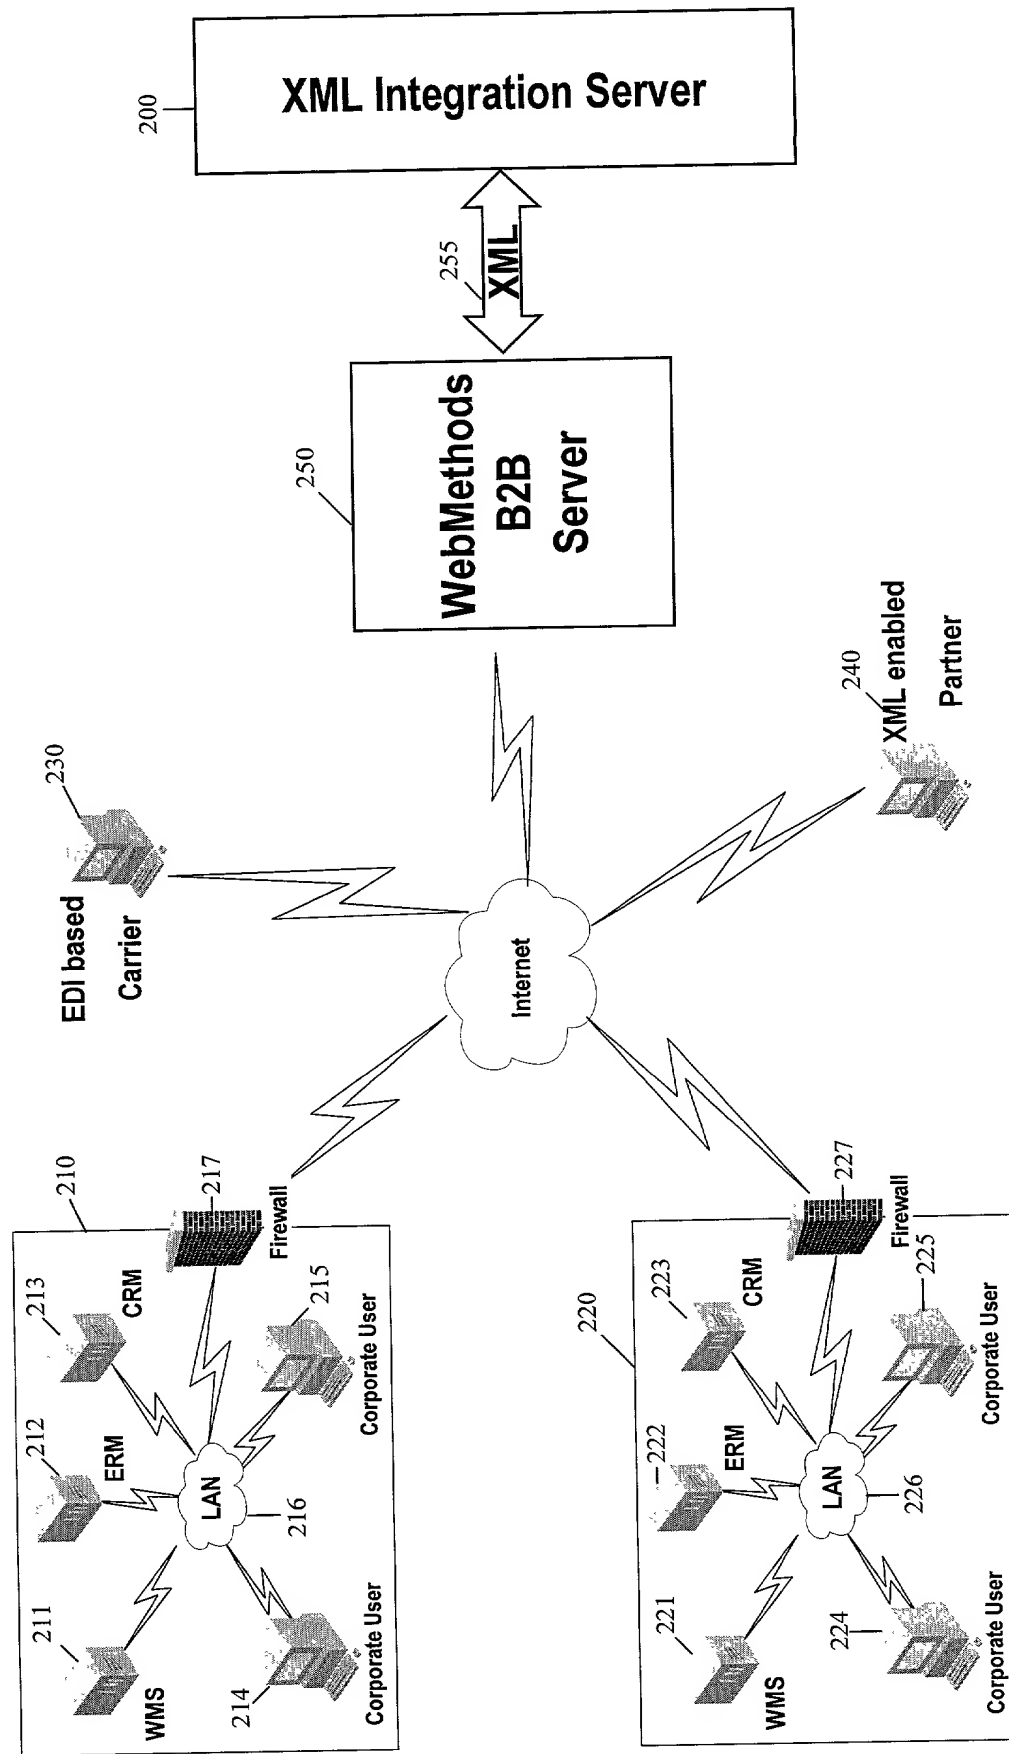 210
211
WMS
212
ERM
213
CRM
LAN
216
217
Firewall
214
Corporate User
215
Corporate User
220
221
WMS
222
ERM
223
CRM
LAN
226
227
Firewall
224
Corporate User
225
Corporate User
EDI based
Carrier
230
Internet
240
XML enabled
Partner
250
WebMethods
B2B
Server
255
XML
200
XML Integration Server